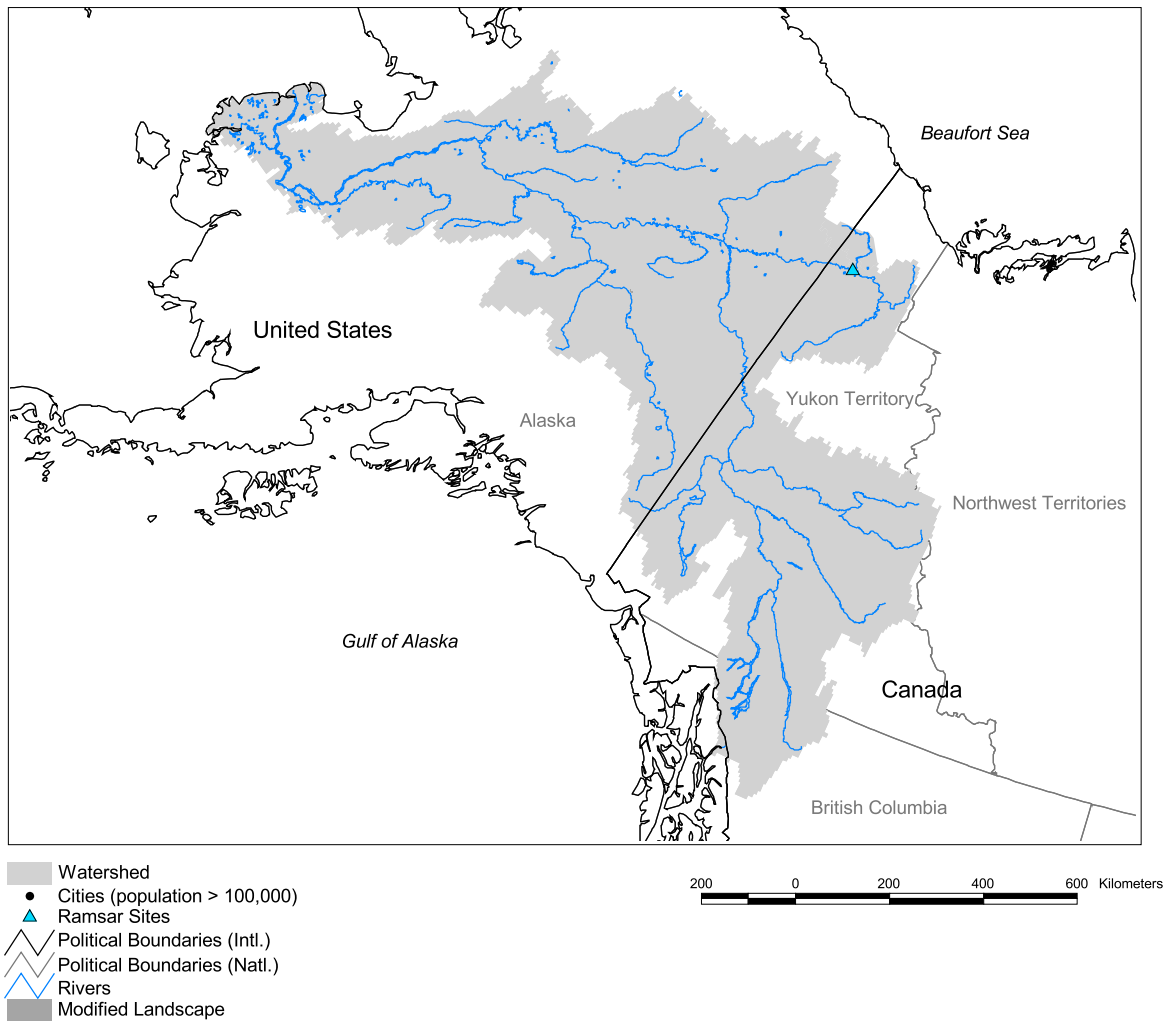 Beaufort Sea
United States
Yukon Territory
Alaska
Northwest Territories
Gulf of Alaska
Canada
British Columbia
Watershed
Cities (population > 100,000)
Ramsar Sites
Political Boundaries (Intl.)
Political Boundaries (Natl.)
Rivers
Modified Landscape
200 0 200 400 600 Kilometers